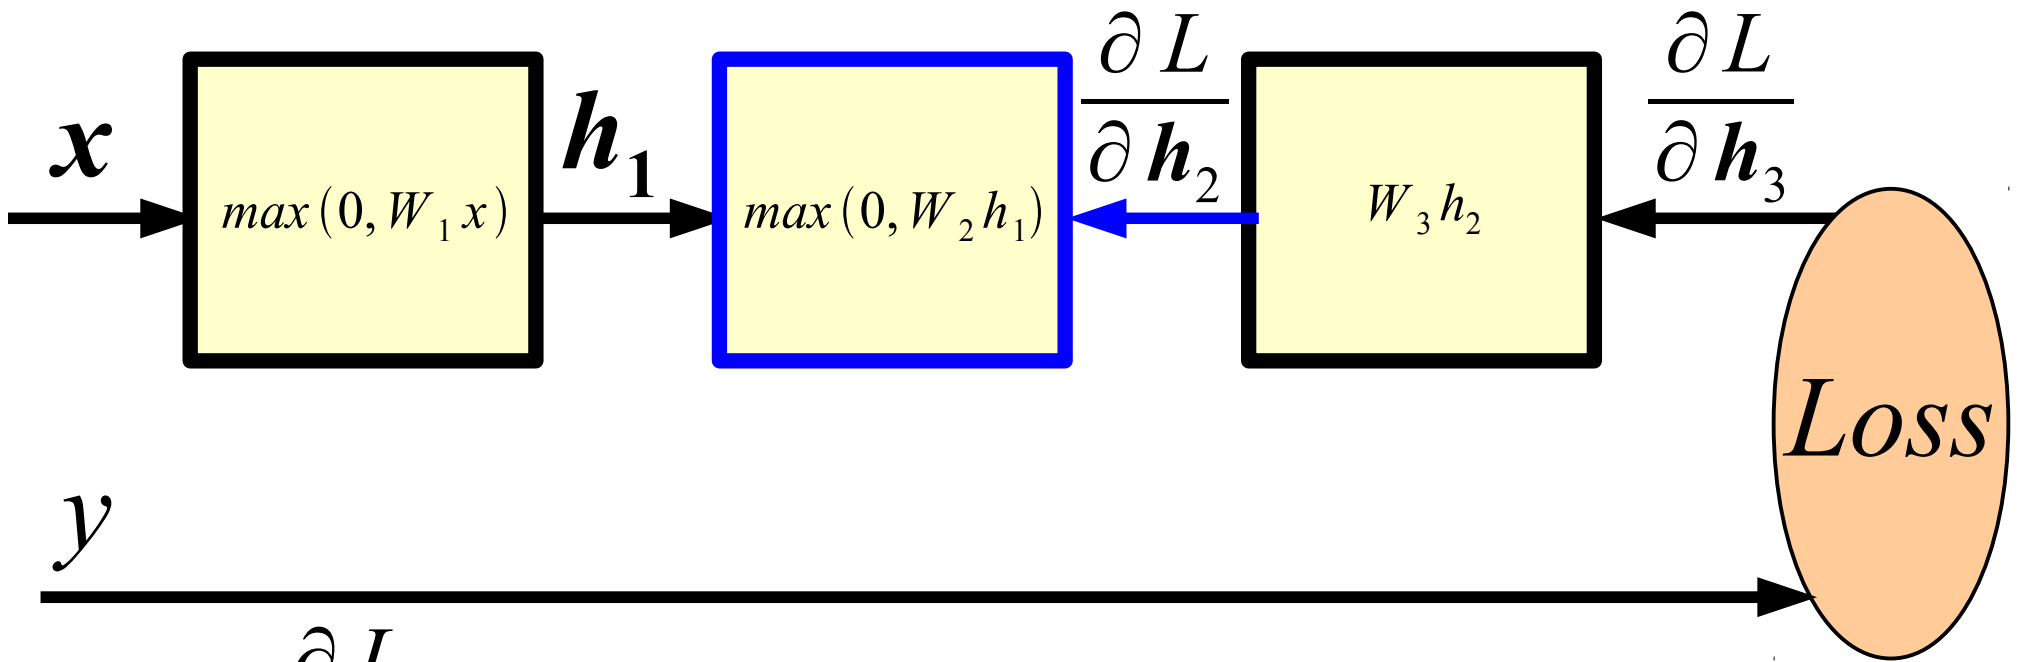 x
max(0, W₁ x)
h₁
max(0, W₂ h₁)
∂L
∂h₂
W₃ h₂
∂L
∂h₃
Loss
y
∂L